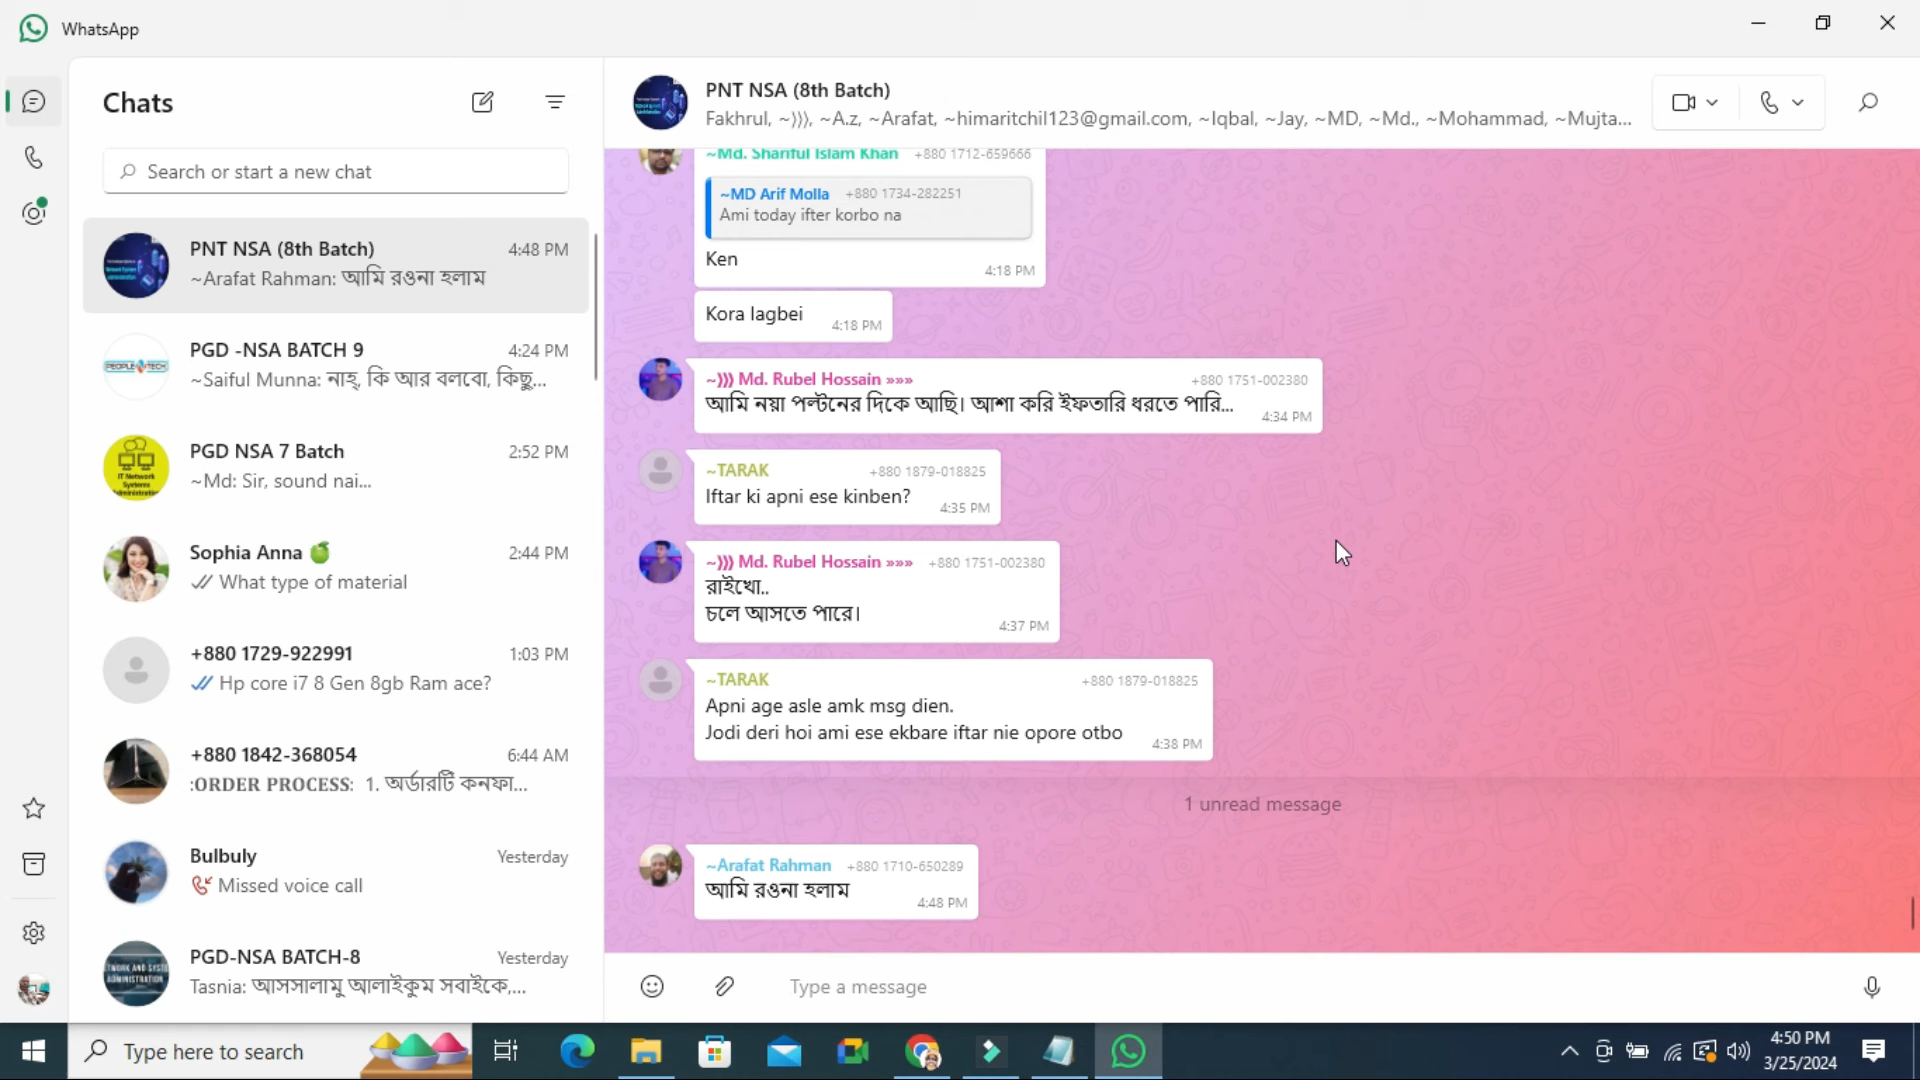 WhatsApp
Chats
Search or start a new chat
PNT NSA (8th Batch) 4:48 PM
~Arafat Rahman: আমি রওনা হলাম
PGD -NSA BATCH 9 4:24 PM
~Saiful Munna: নাহ্, কি আর বলবো, কিছু...
PGD NSA 7 Batch 2:52 PM
~Md: Sir, sound nai...
Sophia Anna 🍏 2:44 PM
What type of material
+880 1729-922991 1:03 PM
Hp core i7 8 Gen 8gb Ram ace?
+880 1842-368054 6:44 AM
:ORDER PROCESS: 1. অর্ডারটি কনফা...
Bulbuly Yesterday
Missed voice call
PGD-NSA BATCH-8 Yesterday
Tasnia: আসসালামু আলাইকুম সবাইকে,...
PNT NSA (8th Batch)
Fakhrul, ~))), ~A.z, ~Arafat, ~himaritchil123@gmail.com, ~Iqbal, ~Jay, ~MD, ~Md., ~Mohammad, ~Mujta...
~Md. Shariful Islam Khan +880 1712-659666
~MD Arif Molla +880 1734-282251
Ami today ifter korbo na
Ken
4:18 PM
Kora lagbei 4:18 PM
~))) Md. Rubel Hossain »»» +880 1751-002380
আমি নয়া পল্টনের দিকে আছি। আশা করি ইফতারি ধরতে পারি...
4:34 PM
~TARAK +880 1879-018825
Iftar ki apni ese kinben?
4:35 PM
~))) Md. Rubel Hossain »»» +880 1751-002380
রাইখো..
চলে আসতে পারে।
4:37 PM
~TARAK +880 1879-018825
Apni age asle amk msg dien.
Jodi deri hoi ami ese ekbare iftar nie opore otbo
4:38 PM
1 unread message
~Arafat Rahman +880 1710-650289
আমি রওনা হলাম
4:48 PM
Type a message
Type here to search
4:50 PM
3/25/2024